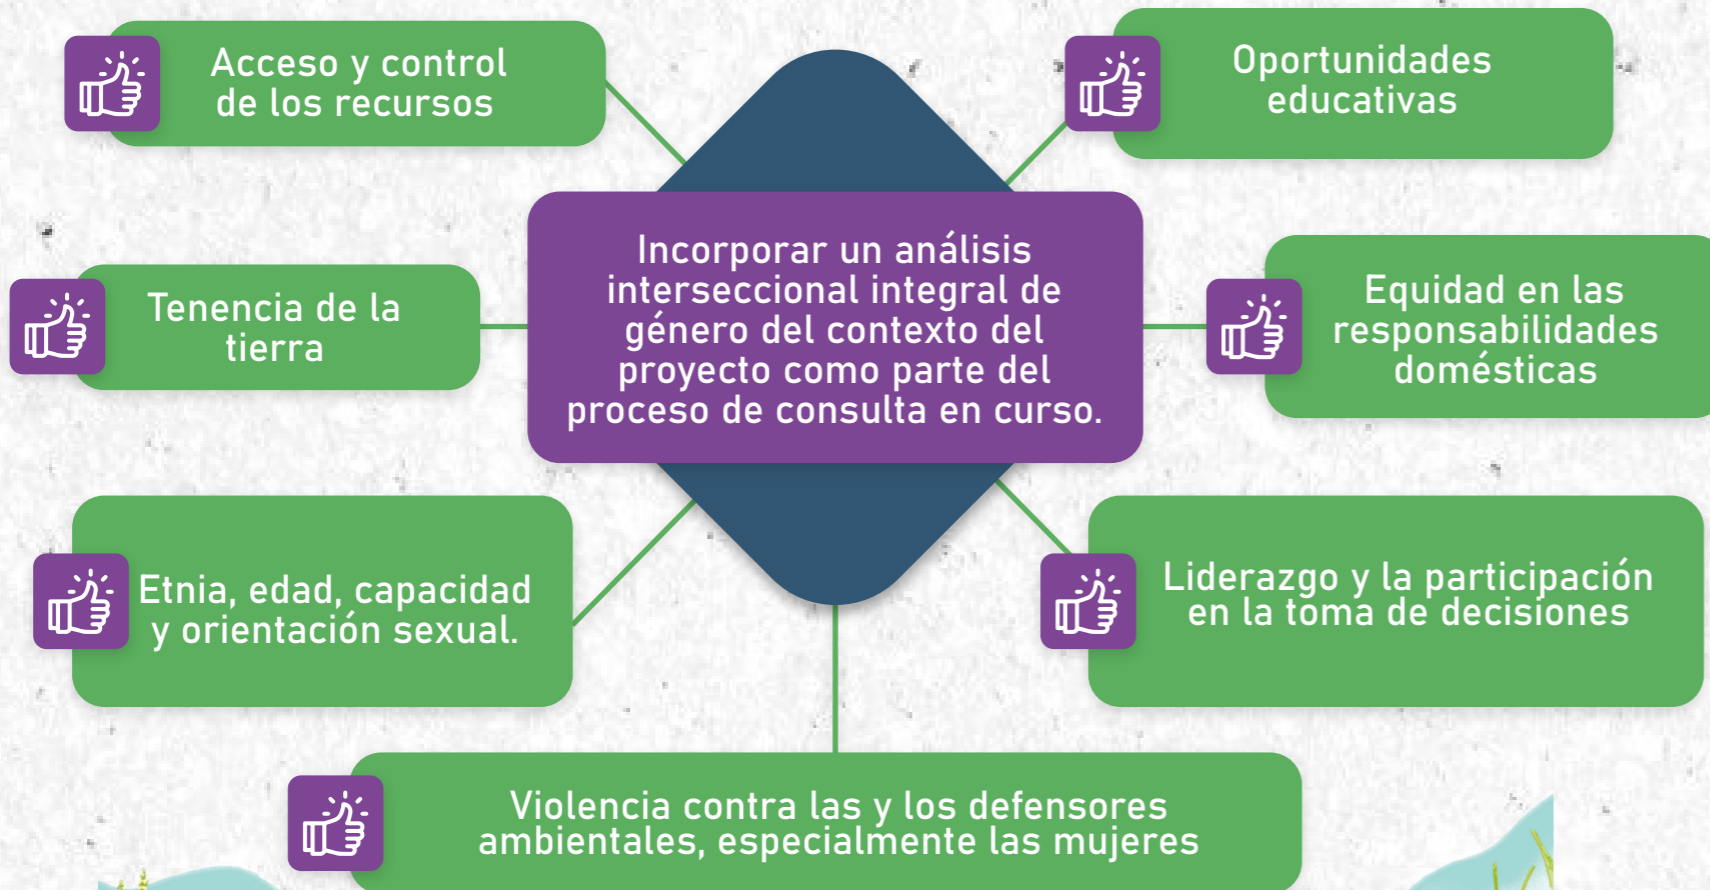 Acceso y control
de los recursos
Oportunidades
educativas
Incorporar un análisis
interseccional integral de
género del contexto del
proyecto como parte del
proceso de consulta en curso.
Tenencia de la
tierra
Equidad en las
responsabilidades
domésticas
Etnia, edad, capacidad
y orientación sexual.
Liderazgo y la participación
en la toma de decisiones
Violencia contra las y los defensores
ambientales, especialmente las mujeres